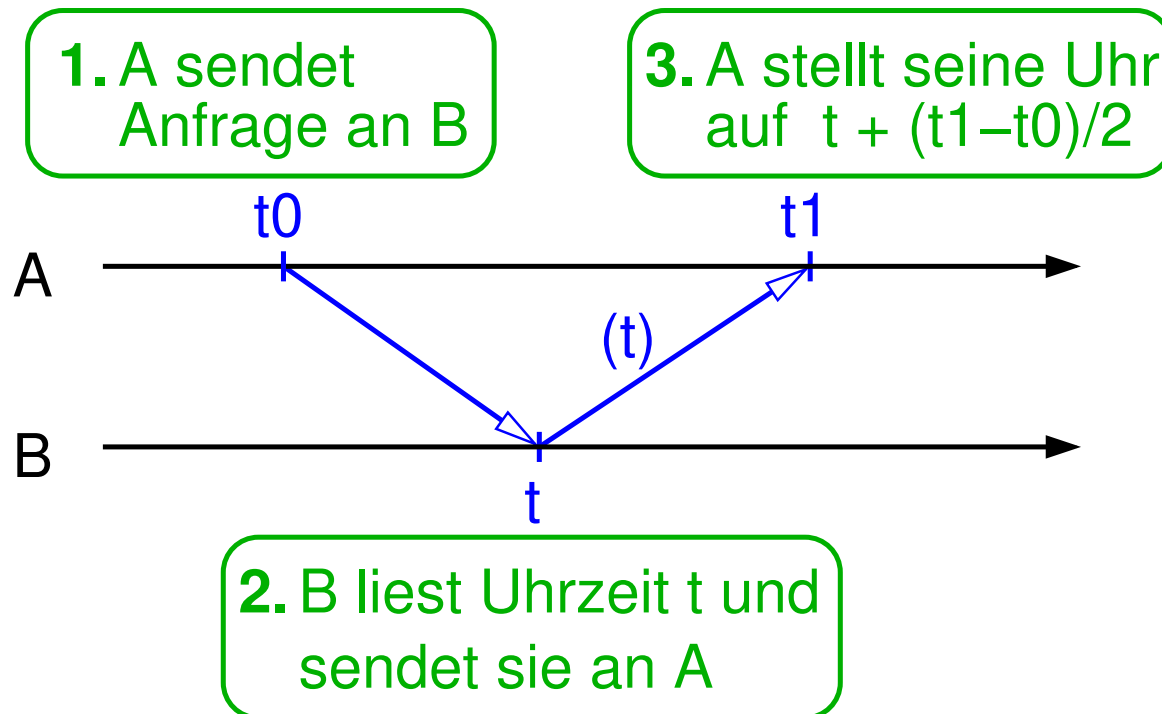 1. A sendet
Anfrage an B
3. A stellt seine Uhr
auf t + (t1–t0)/2
t0
t1
A
(t)
B
t
2. B liest Uhrzeit t und
sendet sie an A